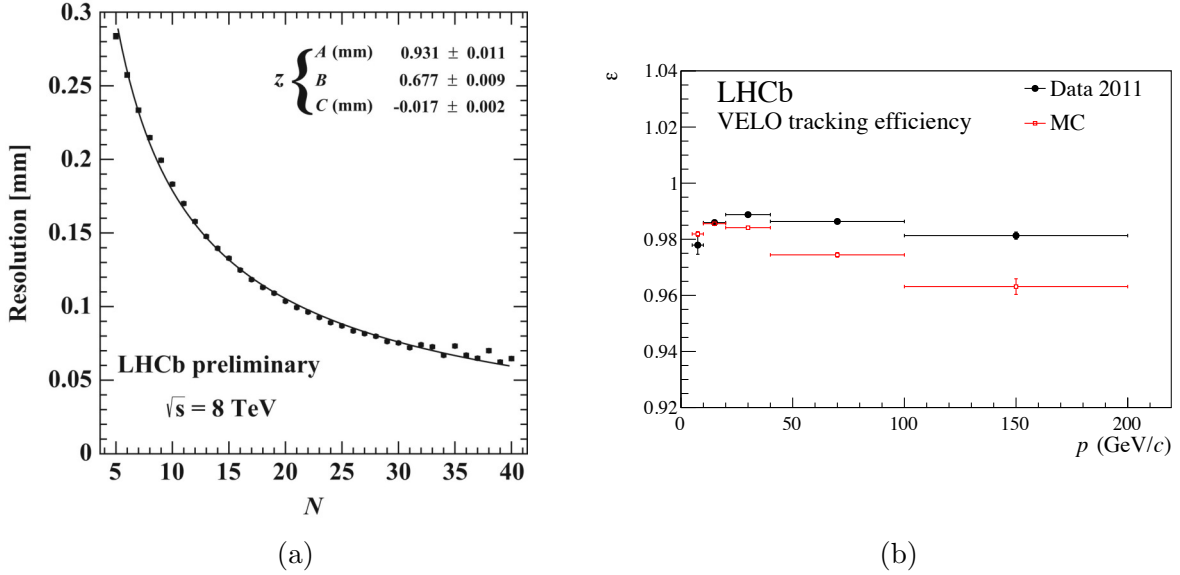 0.3
0.25
0.2
0.15
0.1
0.05
0
Resolution [mm]
z { A (mm) 0.931 ± 0.011
B 0.677 ± 0.009
C (mm) -0.017 ± 0.002
LHCb preliminary
√s = 8 TeV
5 10 15 20 25 30 35 40
N
(a)
ε
1.04
1.02
1
0.98
0.96
0.94
0.92
LHCb
VELO tracking efficiency
Data 2011
MC
0 50 100 150 200
p (GeV/c)
(b)